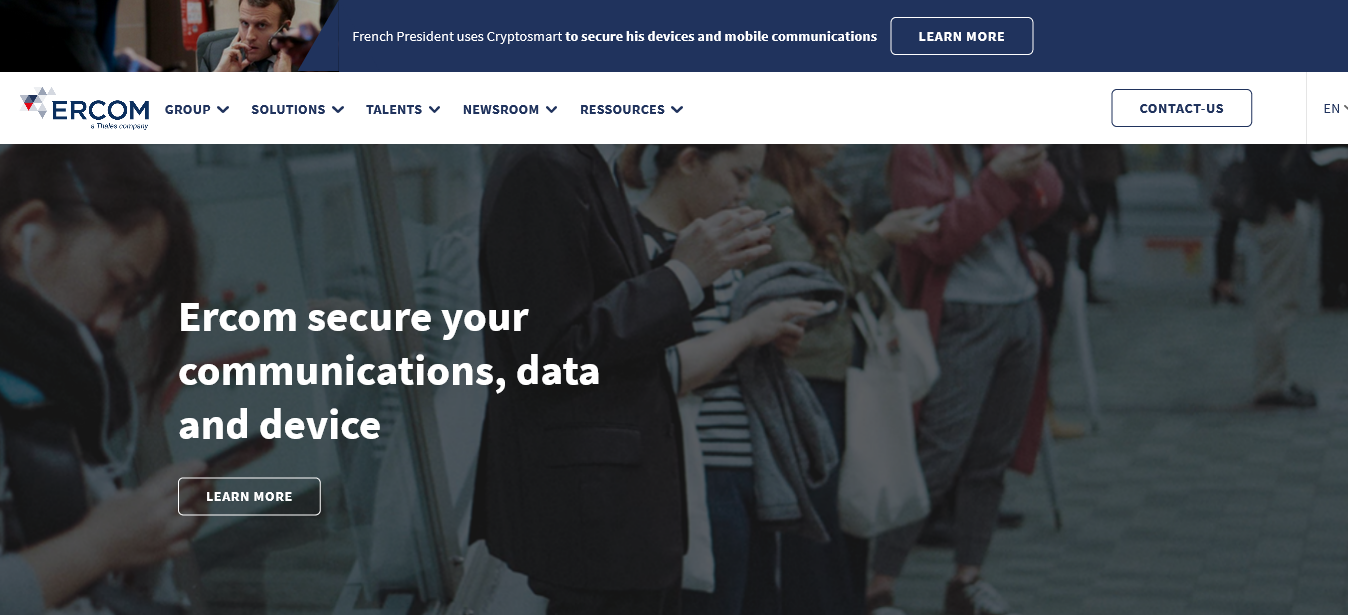 French President uses Cryptosmart to secure his devices and mobile communications LEARN MORE
ERCOM
a Thales company
GROUP SOLUTIONS TALENTS NEWSROOM RESSOURCES CONTACT-US EN
Ercom secure your
communications, data
and device
LEARN MORE